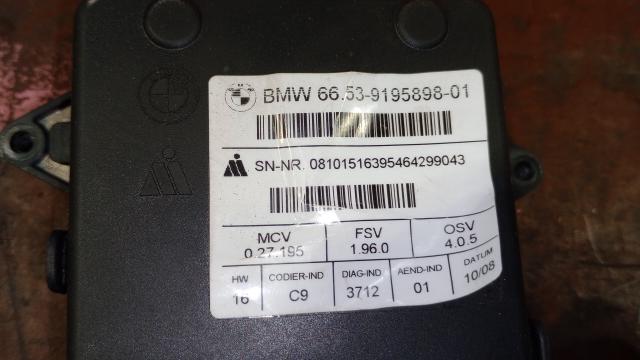 BMW 66.53-9195898-01
SN-NR. 08101516395464299043
MCV FSV OSV
0.27.195 1.96.0 4.0.5
HW CODIER-IND DIAG-IND AEND-IND DATUM
16 C9 3712 01 10/08